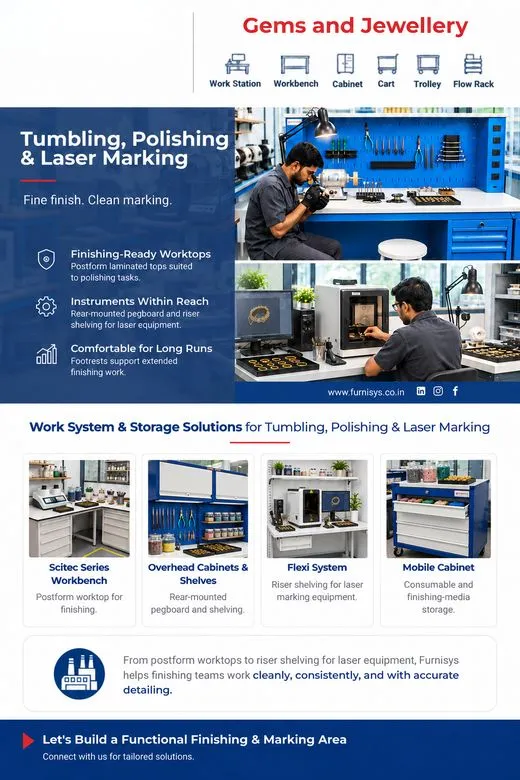 Gems and Jewellery
Work Station
Workbench
Cabinet
Cart
Trolley
Flow Rack
Tumbling, Polishing
& Laser Marking
Fine finish. Clean marking.
Finishing-Ready Worktops
Postform laminated tops suited
to polishing tasks.
Instruments Within Reach
Rear-mounted pegboard and riser
shelving for laser equipment.
Comfortable for Long Runs
Footrests support extended
finishing work.
www.furnisys.co.in
Work System & Storage Solutions for Tumbling, Polishing & Laser Marking
Scitec Series
Workbench
Postform worktop for
finishing.
Overhead Cabinets &
Shelves
Rear-mounted
pegboard and shelving.
Flexi System
Riser shelving for laser
marking equipment.
Mobile Cabinet
Consumable and
finishing-media
storage.
From postform worktops to riser shelving for laser equipment, Furnisys
helps finishing teams work cleanly, consistently, and with accurate
detailing.
Let's Build a Functional Finishing & Marking Area
Connect with us for tailored solutions.